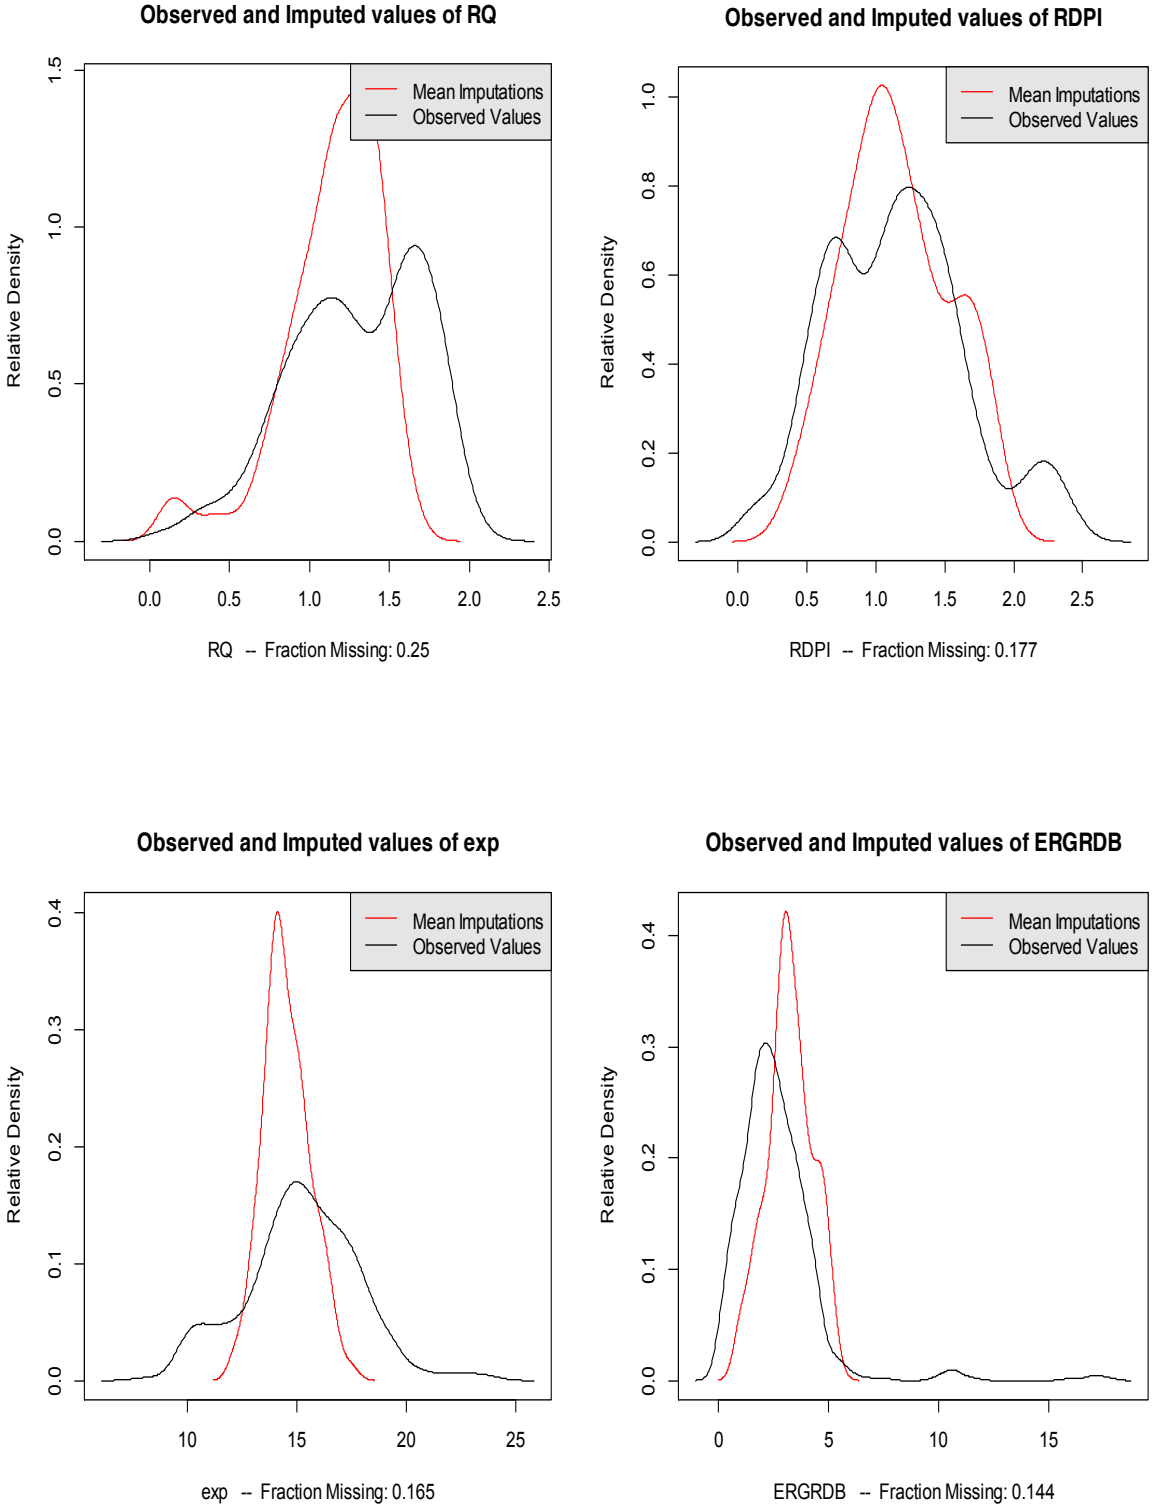 Observed and Imputed values of RQ
Mean Imputations
Observed Values
Relative Density
0.0 0.5 1.0 1.5
0.0 0.5 1.0 1.5 2.0 2.5
RQ -- Fraction Missing: 0.25
Observed and Imputed values of RDPI
Mean Imputations
Observed Values
Relative Density
0.0 0.2 0.4 0.6 0.8 1.0
0.0 0.5 1.0 1.5 2.0 2.5
RDPI -- Fraction Missing: 0.177
Observed and Imputed values of exp
Mean Imputations
Observed Values
Relative Density
0.0 0.1 0.2 0.3 0.4
10 15 20 25
exp -- Fraction Missing: 0.165
Observed and Imputed values of ERGRDB
Mean Imputations
Observed Values
Relative Density
0.0 0.1 0.2 0.3 0.4
0 5 10 15
ERGRDB -- Fraction Missing: 0.144